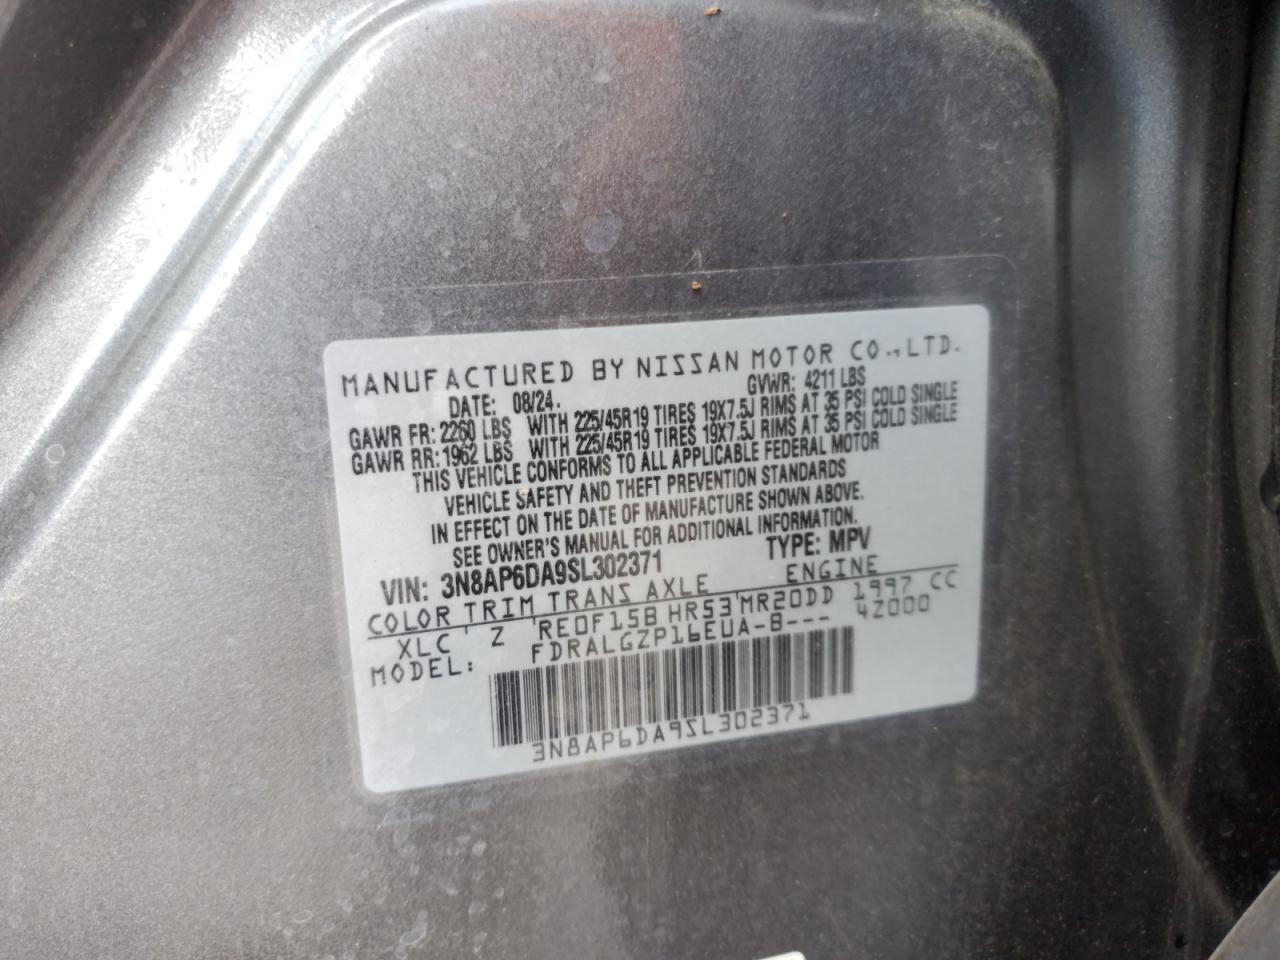 MANUFACTURED BY NISSAN MOTOR CO., LTD.
DATE: 08/24. GVWR: 4211 LBS
GAWR FR: 2260 LBS WITH 225/45R19 TIRES 19X7.5J RIMS AT 35 PSI COLD SINGLE
GAWR RR: 1962 LBS WITH 225/45R19 TIRES 19X7.5J RIMS AT 35 PSI COLD SINGLE
THIS VEHICLE CONFORMS TO ALL APPLICABLE FEDERAL MOTOR
VEHICLE SAFETY AND THEFT PREVENTION STANDARDS
IN EFFECT ON THE DATE OF MANUFACTURE SHOWN ABOVE.
SEE OWNER'S MANUAL FOR ADDITIONAL INFORMATION.
VIN: 3N8AP6DA9SL302371 TYPE: MPV
COLOR TRIM TRANS AXLE ENGINE
XLC Z RE0F15B HR53 MR20DD 1997 CC
MODEL: FDRALGZP16EUA-B--- 4Z000
3N8AP6DA9SL302371